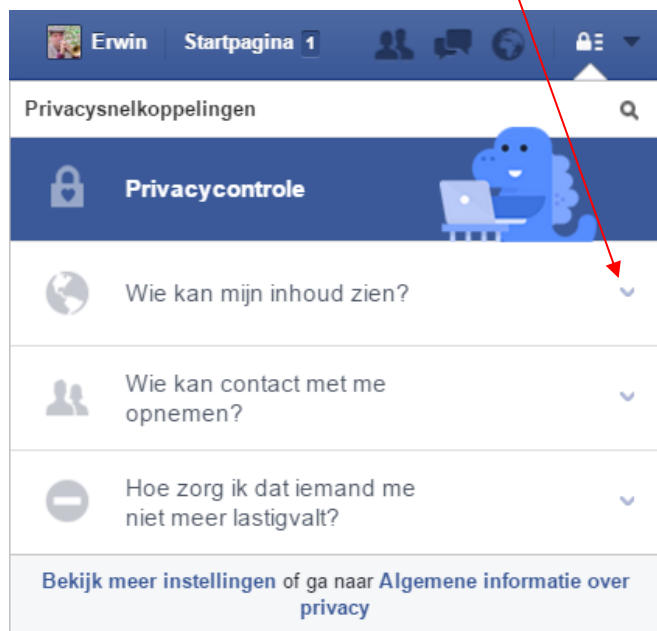 Erwin Startpagina 1
Privacysnelkoppelingen
Privacycontrole
Wie kan mijn inhoud zien?
Wie kan contact met me
opnemen?
Hoe zorg ik dat iemand me
niet meer lastigvalt?
Bekijk meer instellingen of ga naar Algemene informatie over
privacy